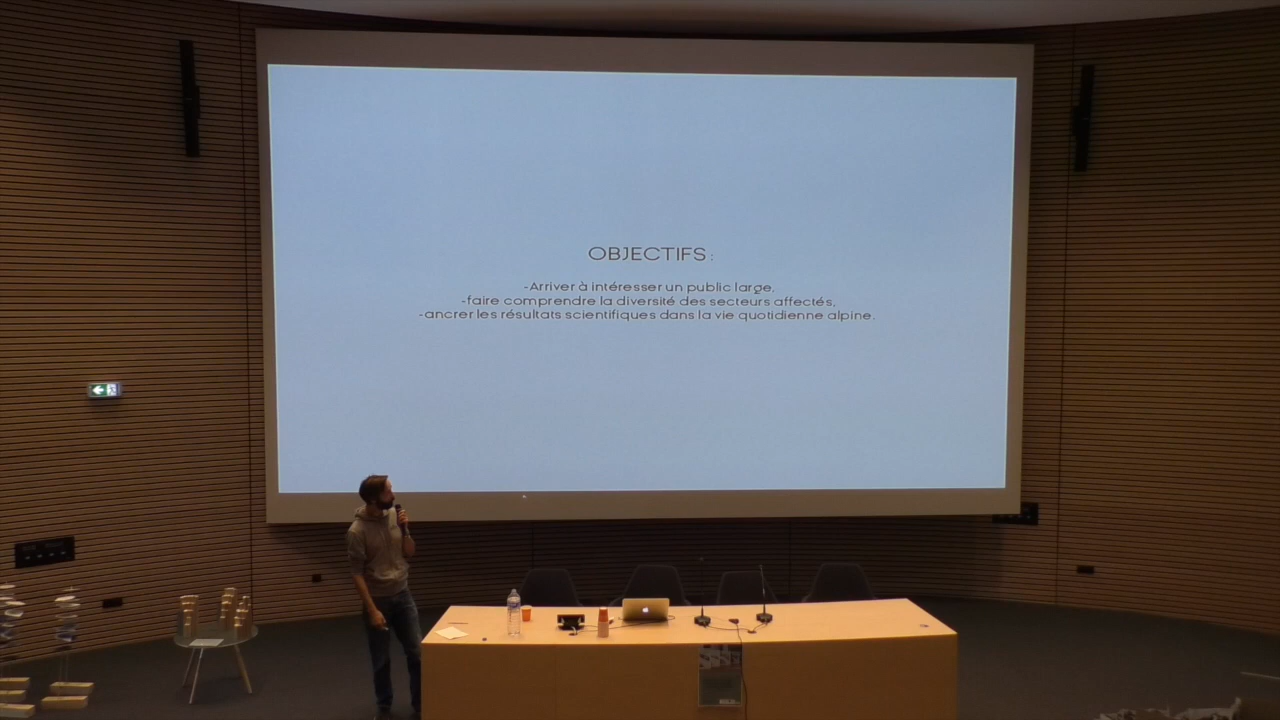 OBJECTIFS :
-Arriver à intéresser un public large,
-faire comprendre la diversité des secteurs affectés,
-ancrer les résultats scientifiques dans la vie quotidienne alpine.